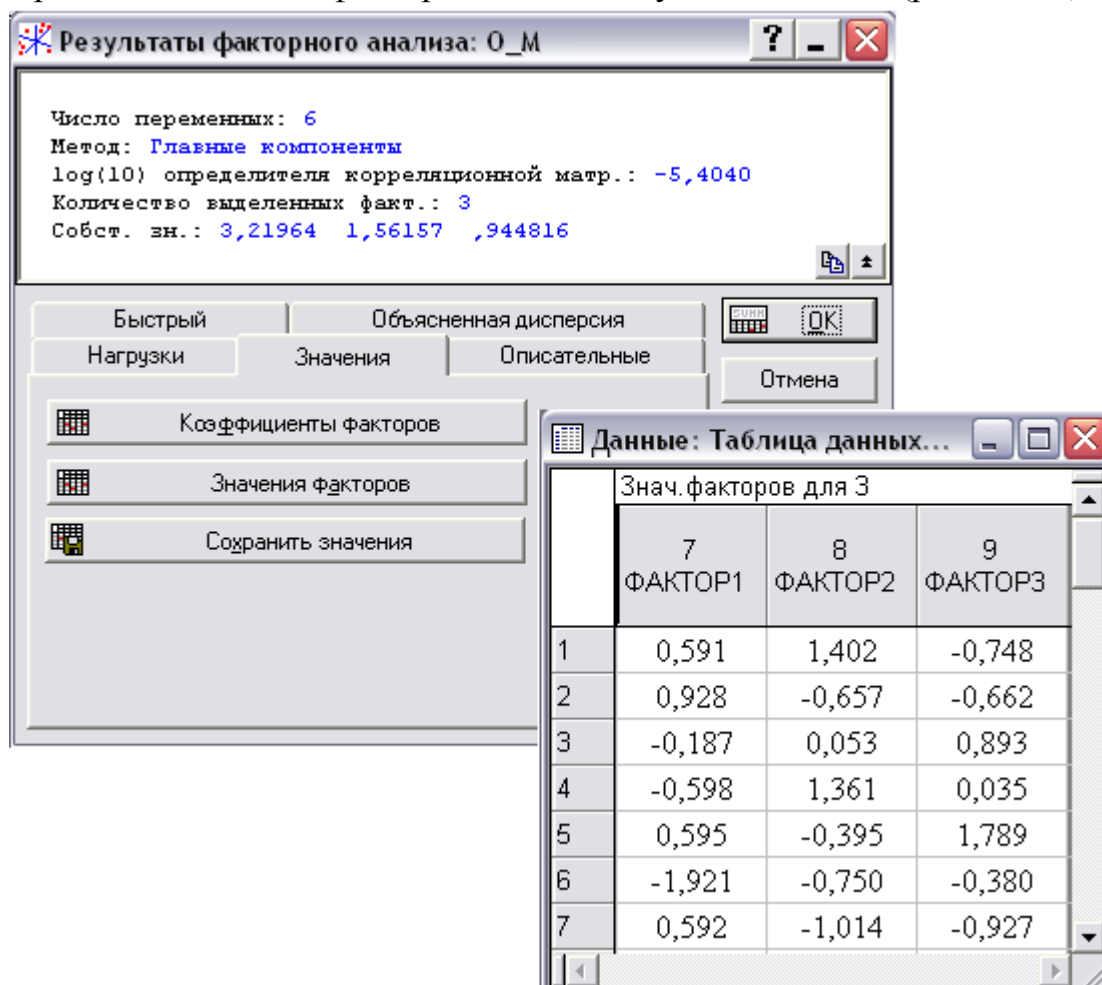 Результаты факторного анализа: О_М
Число переменных: 6
Метод: Главные компоненты
log(10) определителя корреляционной матр.: -5,4040
Количество выделенных факт.: 3
Собст. зн.: 3,21964 1,56157 ,944816
Быстрый Объясненная дисперсия
OK
Нагрузки Значения Описательные
Отмена
Коэффициенты факторов
Значения факторов
Сохранить значения
Данные: Таблица данных...
Знач.факторов для 3
7 8 9
ФАКТОР1 ФАКТОР2 ФАКТОР3
1 0,591 1,402 -0,748
2 0,928 -0,657 -0,662
3 -0,187 0,053 0,893
4 -0,598 1,361 0,035
5 0,595 -0,395 1,789
6 -1,921 -0,750 -0,380
7 0,592 -1,014 -0,927